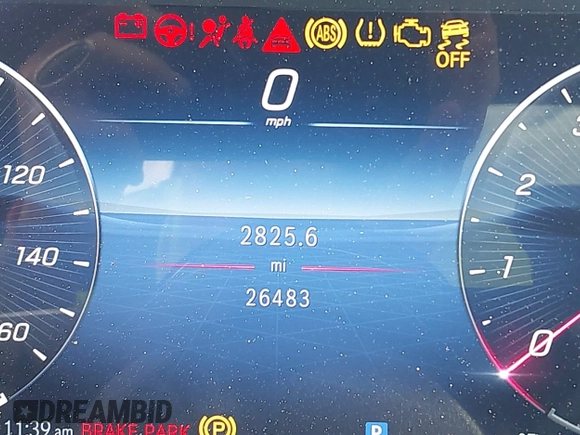 ABS
OFF
0
mph
120
140
60
3
2
1
0
2825.6
mi
26483
DREAMBID
11:39 am BRAKE PARK P P